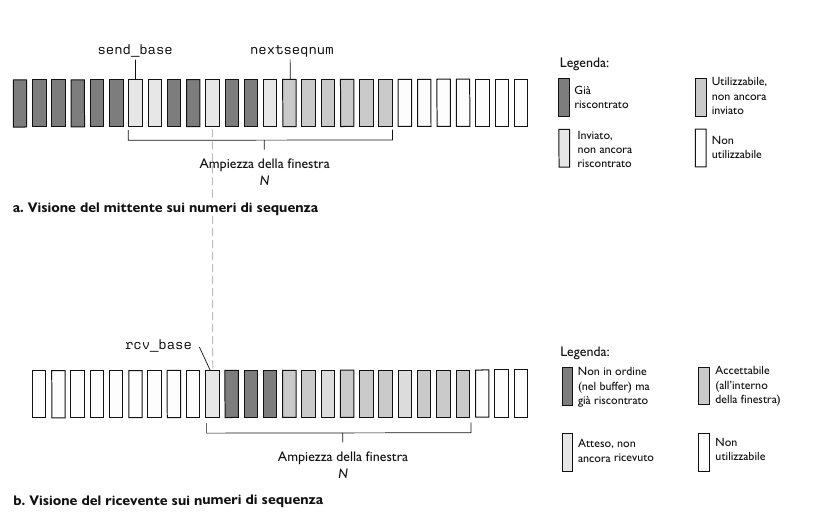 send_base
nextseqnum
Legenda:
Già
riscontrato
Utilizzabile,
non ancora
inviato
Inviato,
non ancora
riscontrato
Non
utilizzabile
Ampiezza della finestra
N
a. Visione del mittente sui numeri di sequenza
rcv_base
Legenda:
Non in ordine
(nel buffer) ma
già riscontrato
Accettabile
(all'interno
della finestra)
Atteso, non
ancora ricevuto
Non
utilizzabile
Ampiezza della finestra
N
b. Visione del ricevente sui numeri di sequenza